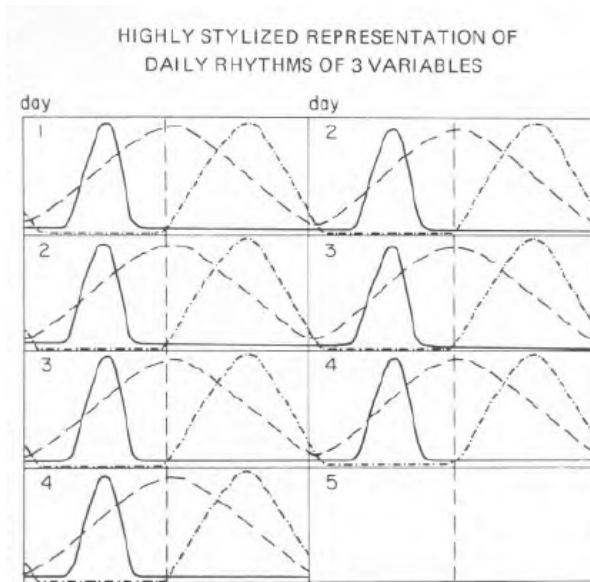 HIGHLY STYLIZED REPRESENTATION OF
DAILY RHYTHMS OF 3 VARIABLES
day day
1 2
2 3
3 4
4 5